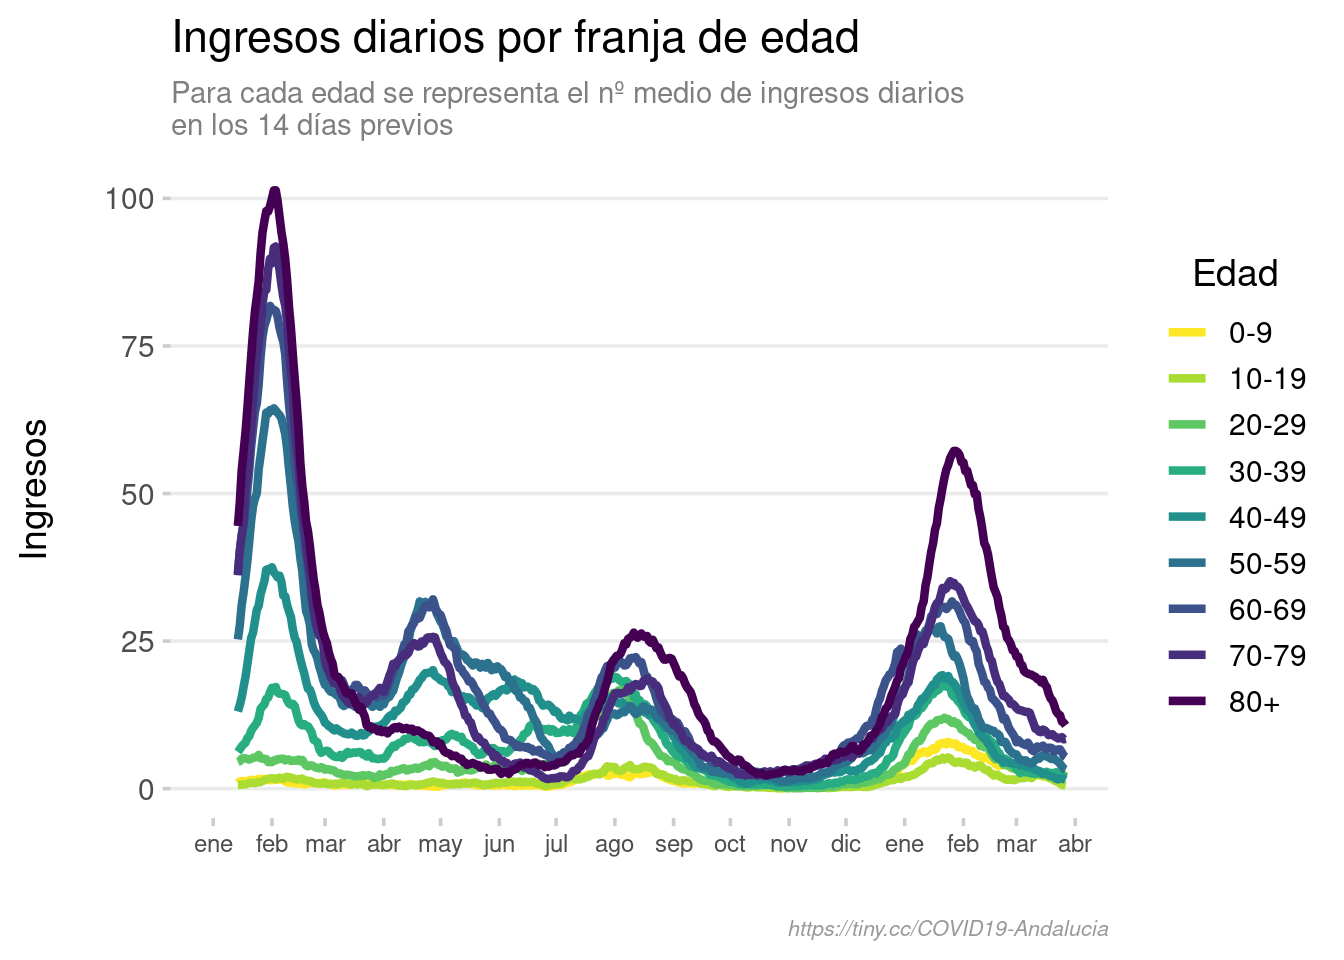 Ingresos diarios por franja de edad
Para cada edad se representa el nº medio de ingresos diarios
en los 14 días previos
Ingresos
100
75
50
25
0
ene feb mar abr may jun jul ago sep oct nov dic ene feb mar abr
Edad
0-9
10-19
20-29
30-39
40-49
50-59
60-69
70-79
80+
https://tiny.cc/COVID19-Andalucia